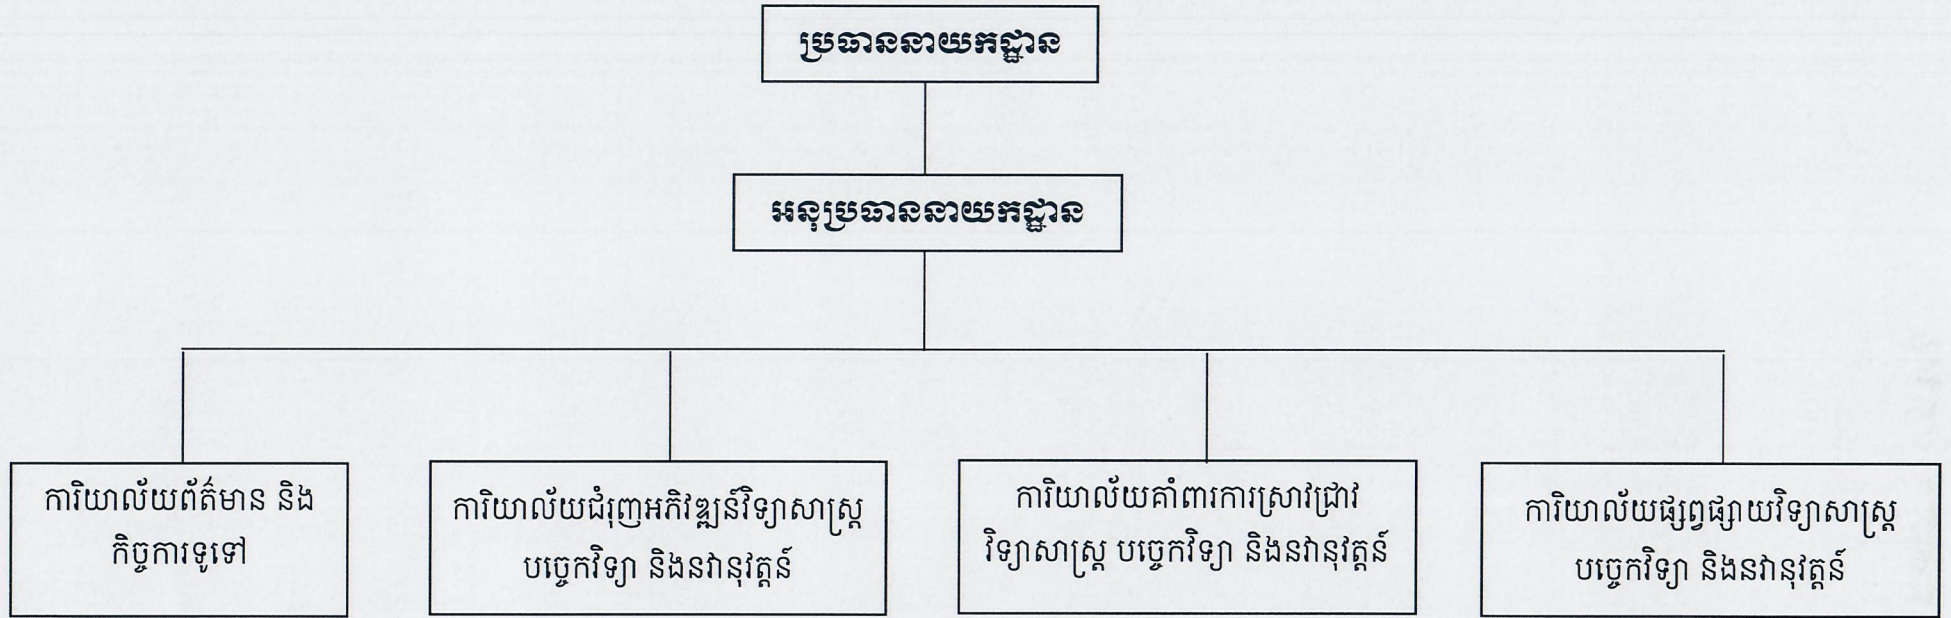 ប្រធាននាយកដ្ឋាន
អនុប្រធាននាយកដ្ឋាន
ការិយាល័យព័ត៌មាន និង
កិច្ចការទូទៅ
ការិយាល័យជំរុញអភិវឌ្ឍន៍វិទ្យាសាស្ត្រ
បច្ចេកវិទ្យា និងនវានុវត្តន៍
ការិយាល័យគាំពារការស្រាវជ្រាវ
វិទ្យាសាស្ត្រ បច្ចេកវិទ្យា និងនវានុវត្តន៍
ការិយាល័យផ្សព្វផ្សាយវិទ្យាសាស្ត្រ
បច្ចេកវិទ្យា និងនវានុវត្តន៍